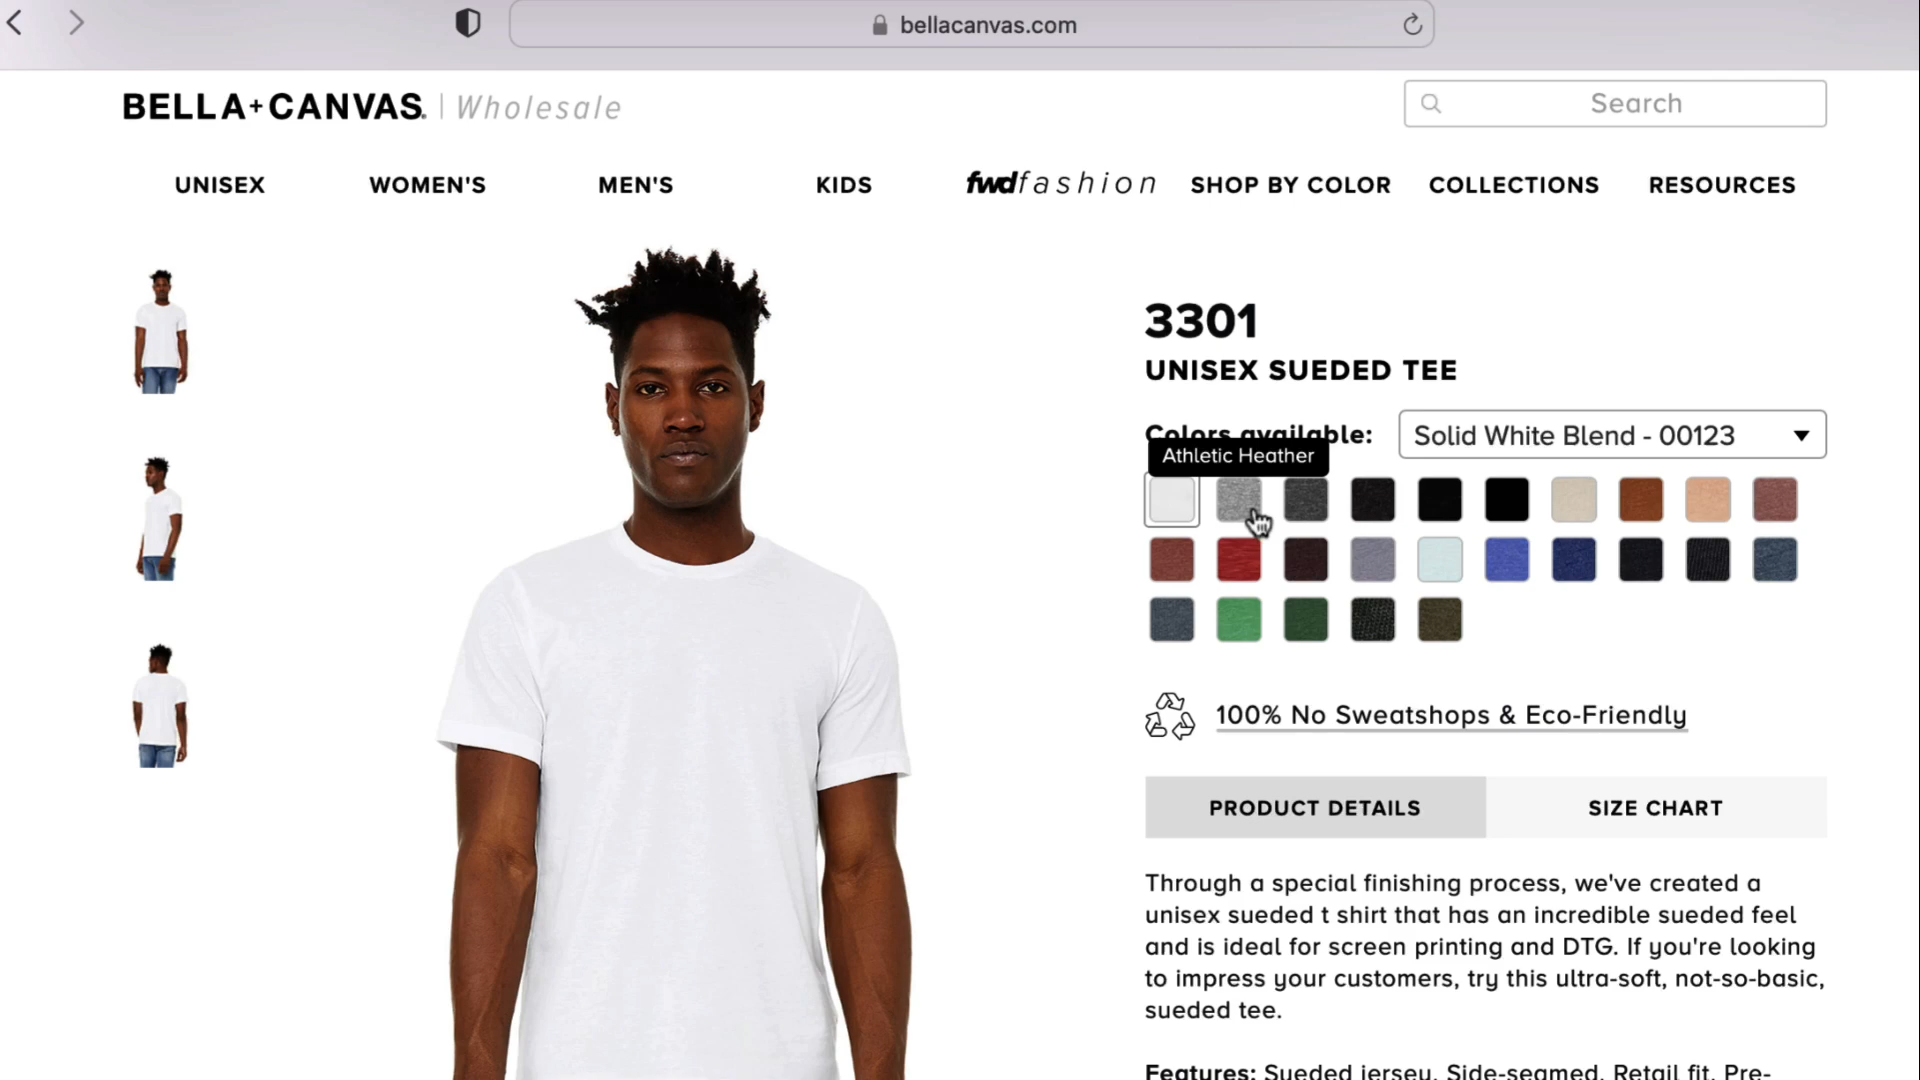 bellacanvas.com
BELLA+CANVAS. | Wholesale
Search
UNISEX WOMEN'S MEN'S KIDS fwdfashion SHOP BY COLOR COLLECTIONS RESOURCES
3301
UNISEX SUEDED TEE
Colors available: Solid White Blend - 00123
Athletic Heather
100% No Sweatshops & Eco-Friendly
PRODUCT DETAILS SIZE CHART
Through a special finishing process, we've created a
unisex sueded t shirt that has an incredible sueded feel
and is ideal for screen printing and DTG. If you're looking
to impress your customers, try this ultra-soft, not-so-basic,
sueded tee.
Features: Sueded jersey, Side-seamed, Retail fit, Pre-